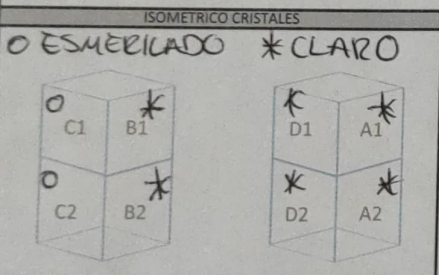 ISOMETRICO CRISTALES
O ESMERILADO * CLARO
O * * *
C1 B1 D1 A1
O * * *
C2 B2 D2 A2